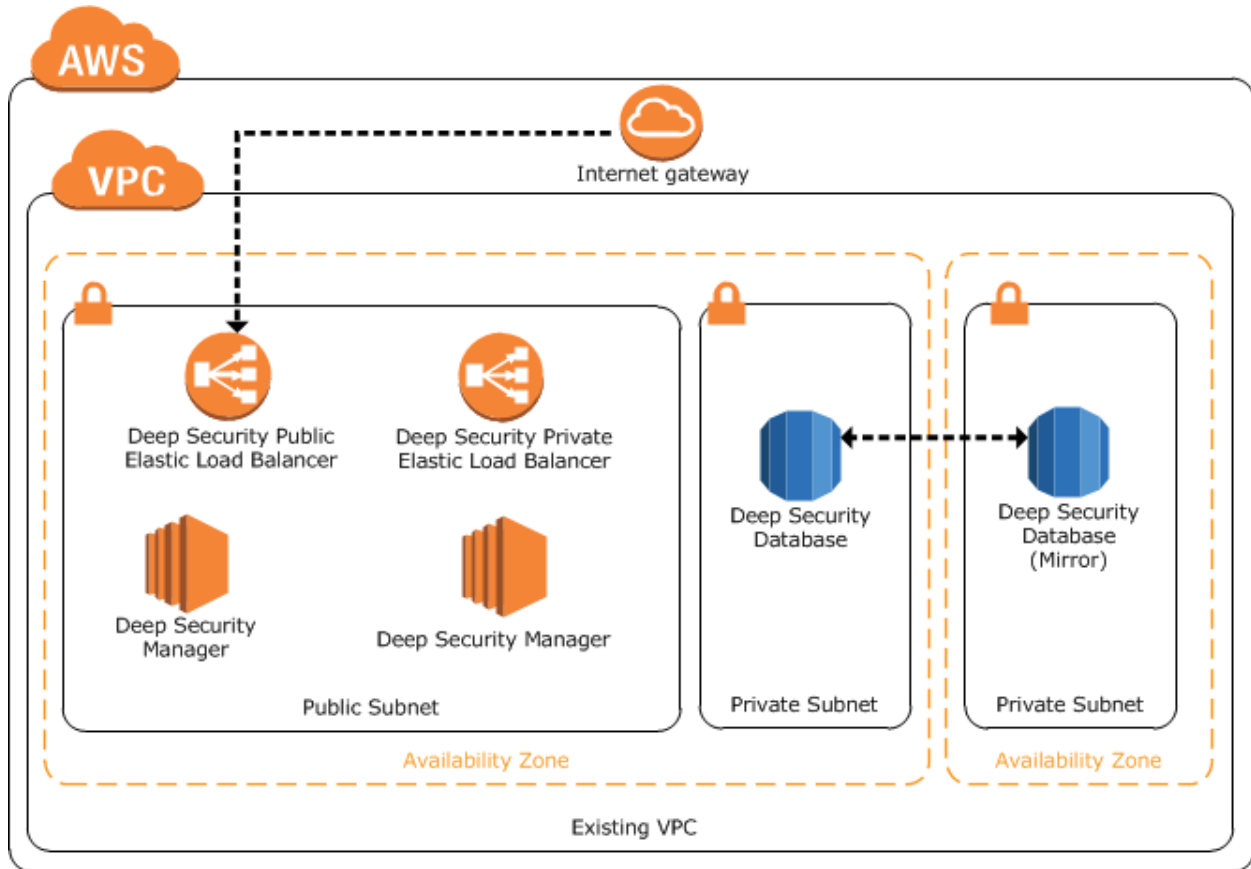 AWS
Internet gateway
VPC
Deep Security Public
Elastic Load Balancer
Deep Security Private
Elastic Load Balancer
Deep Security
Database
Deep Security
Database
(Mirror)
Deep Security
Manager
Deep Security Manager
Public Subnet
Private Subnet
Private Subnet
Availability Zone
Availability Zone
Existing VPC